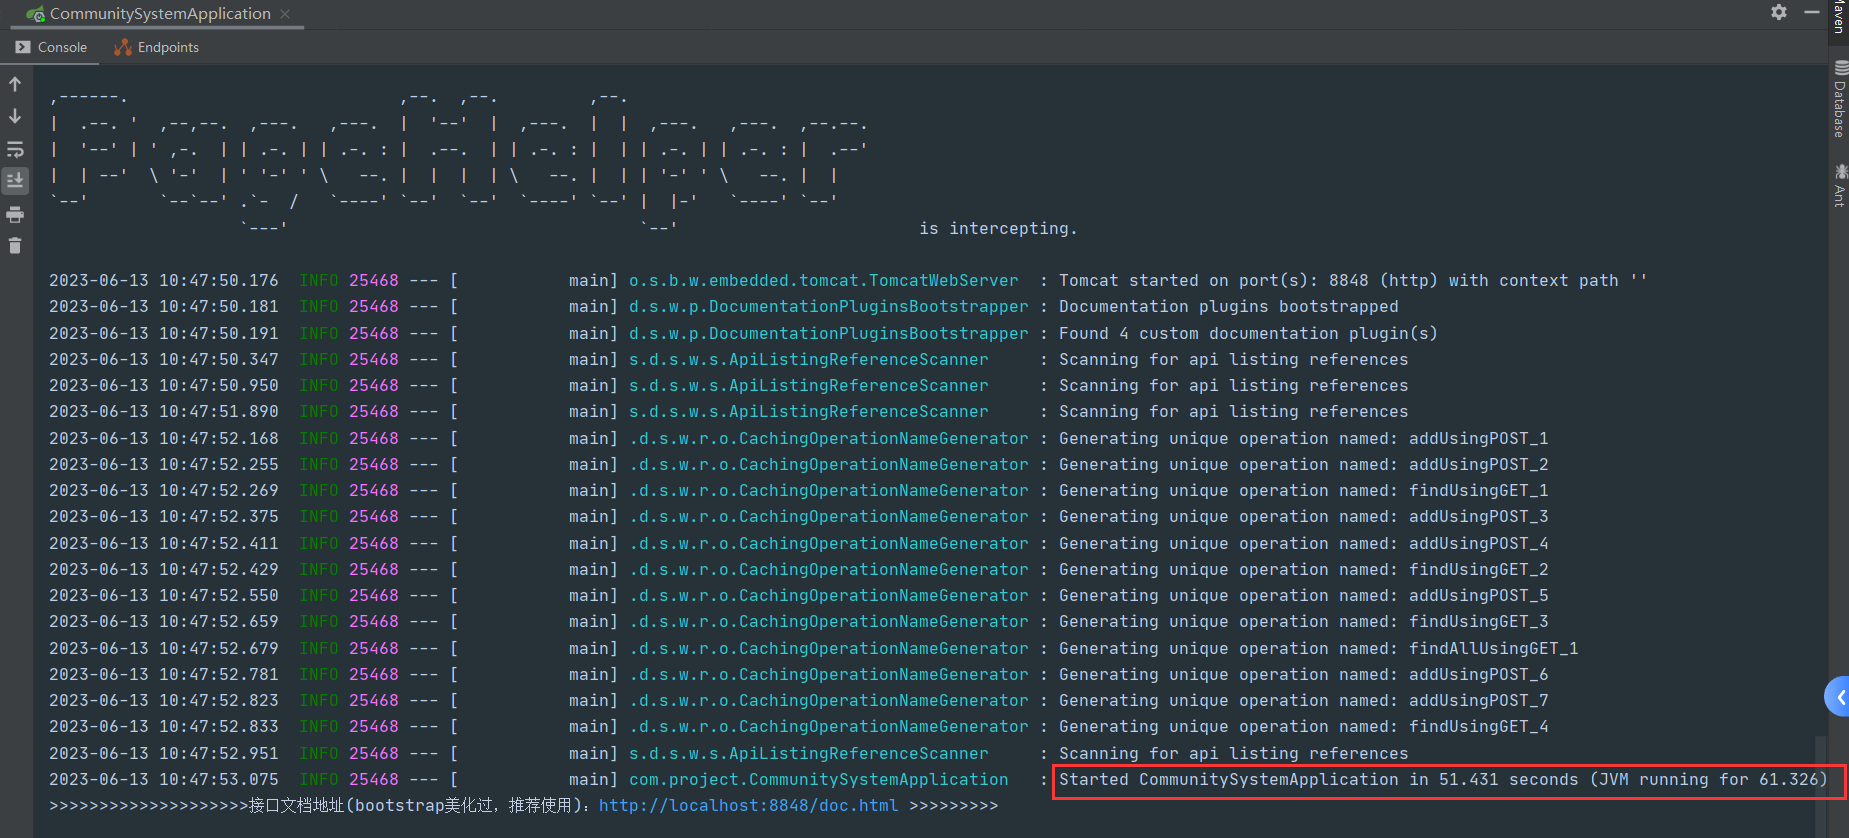 CommunitySystemApplication
Maven
Console
Endpoints
Database
Ant
,------.                           ,--.  ,--.         ,--.
|  .--. '  ,--,--.  ,---.   ,---.  |  '--'  |  ,---.  |  |  ,---.   ,---.  ,--.--.
|  '--' | ' ,-.  | | .-. | | .-. : |  .--.  | | .-. : |  | | .-. | | .-. : |  .--'
|  | --'  \ '-'  | ' '-' ' \   --. |  |  |  | \   --. |  | | '-' ' \   --. |  |
`--'       `--`--' .`-  /   `----' `--'  `--'  `----' `--' |  |-'   `----' `--'
                   `---'                                   `--'                        is intercepting.
2023-06-13 10:47:50.176  INFO 25468 --- [           main] o.s.b.w.embedded.tomcat.TomcatWebServer  : Tomcat started on port(s): 8848 (http) with context path ''
2023-06-13 10:47:50.181  INFO 25468 --- [           main] d.s.w.p.DocumentationPluginsBootstrapper : Documentation plugins bootstrapped
2023-06-13 10:47:50.191  INFO 25468 --- [           main] d.s.w.p.DocumentationPluginsBootstrapper : Found 4 custom documentation plugin(s)
2023-06-13 10:47:50.347  INFO 25468 --- [           main] s.d.s.w.s.ApiListingReferenceScanner     : Scanning for api listing references
2023-06-13 10:47:50.950  INFO 25468 --- [           main] s.d.s.w.s.ApiListingReferenceScanner     : Scanning for api listing references
2023-06-13 10:47:51.890  INFO 25468 --- [           main] s.d.s.w.s.ApiListingReferenceScanner     : Scanning for api listing references
2023-06-13 10:47:52.168  INFO 25468 --- [           main] .d.s.w.r.o.CachingOperationNameGenerator : Generating unique operation named: addUsingPOST_1
2023-06-13 10:47:52.255  INFO 25468 --- [           main] .d.s.w.r.o.CachingOperationNameGenerator : Generating unique operation named: addUsingPOST_2
2023-06-13 10:47:52.269  INFO 25468 --- [           main] .d.s.w.r.o.CachingOperationNameGenerator : Generating unique operation named: findUsingGET_1
2023-06-13 10:47:52.375  INFO 25468 --- [           main] .d.s.w.r.o.CachingOperationNameGenerator : Generating unique operation named: addUsingPOST_3
2023-06-13 10:47:52.411  INFO 25468 --- [           main] .d.s.w.r.o.CachingOperationNameGenerator : Generating unique operation named: addUsingPOST_4
2023-06-13 10:47:52.429  INFO 25468 --- [           main] .d.s.w.r.o.CachingOperationNameGenerator : Generating unique operation named: findUsingGET_2
2023-06-13 10:47:52.550  INFO 25468 --- [           main] .d.s.w.r.o.CachingOperationNameGenerator : Generating unique operation named: addUsingPOST_5
2023-06-13 10:47:52.659  INFO 25468 --- [           main] .d.s.w.r.o.CachingOperationNameGenerator : Generating unique operation named: findUsingGET_3
2023-06-13 10:47:52.679  INFO 25468 --- [           main] .d.s.w.r.o.CachingOperationNameGenerator : Generating unique operation named: findAllUsingGET_1
2023-06-13 10:47:52.781  INFO 25468 --- [           main] .d.s.w.r.o.CachingOperationNameGenerator : Generating unique operation named: addUsingPOST_6
2023-06-13 10:47:52.823  INFO 25468 --- [           main] .d.s.w.r.o.CachingOperationNameGenerator : Generating unique operation named: addUsingPOST_7
2023-06-13 10:47:52.833  INFO 25468 --- [           main] .d.s.w.r.o.CachingOperationNameGenerator : Generating unique operation named: findUsingGET_4
2023-06-13 10:47:52.951  INFO 25468 --- [           main] s.d.s.w.s.ApiListingReferenceScanner     : Scanning for api listing references
2023-06-13 10:47:53.075  INFO 25468 --- [           main] com.project.CommunitySystemApplication   : Started CommunitySystemApplication in 51.431 seconds (JVM running for 61.326)
>>>>>>>>>>>>>>>>>>>>接口文档地址(bootstrap美化过，推荐使用)：http://localhost:8848/doc.html >>>>>>>>>